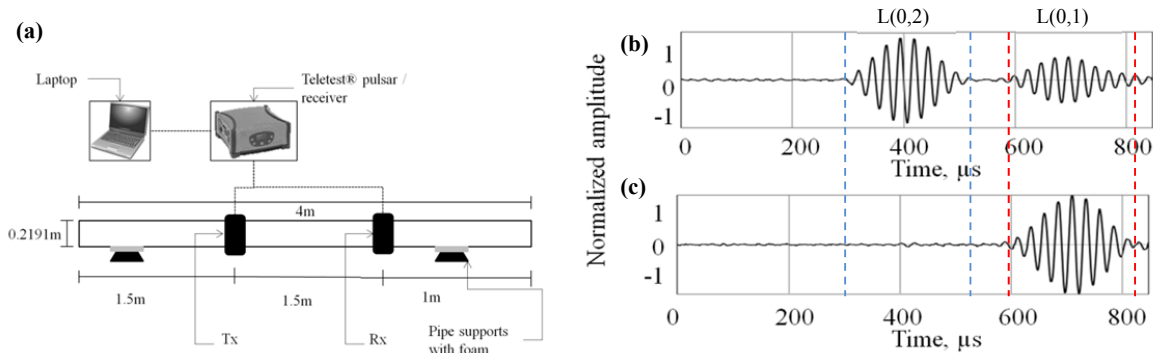 (a)
Laptop
Teletest® pulsar /
receiver
4m
0.2191m
1.5m
1.5m
1m
Tx
Rx
Pipe supports
with foam
Normalized amplitude
L(0,2)
L(0,1)
(b)
1
0
-1
0
200
400
600
800
Time, µs
(c)
1
0
-1
0
200
400
600
800
Time, µs